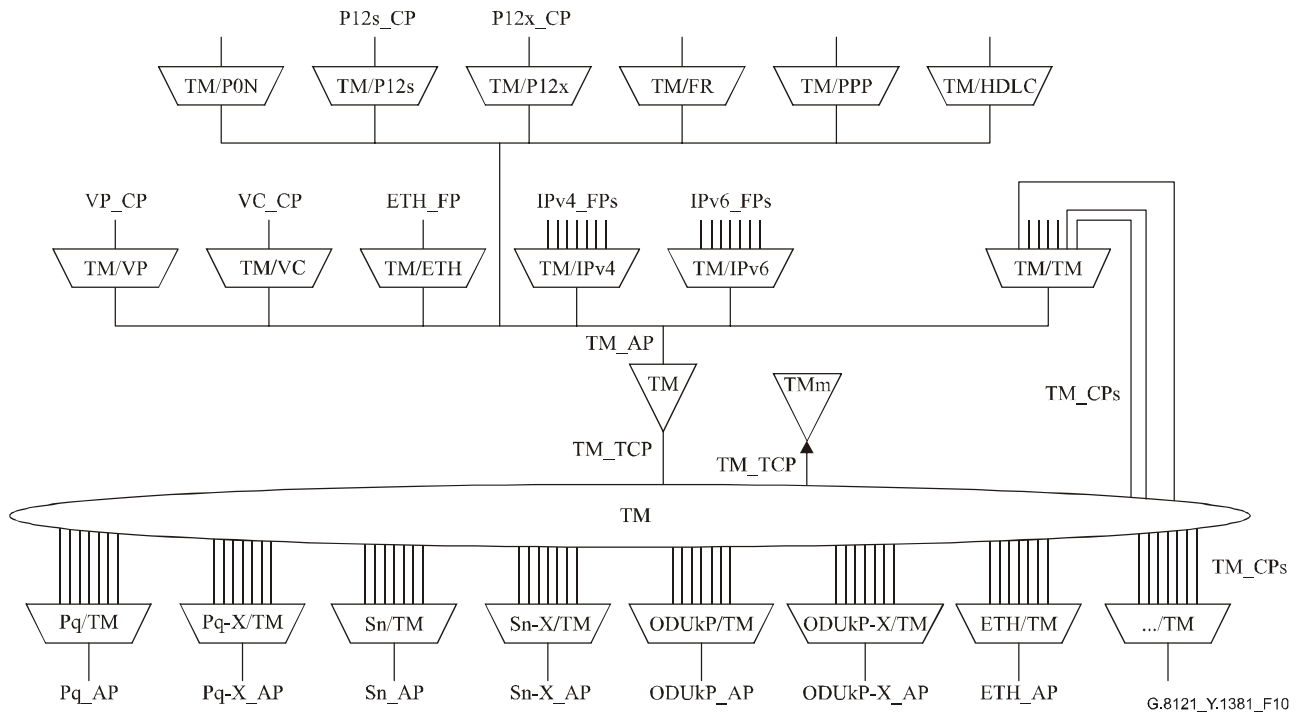 P12s_CP P12x_CP
TM/P0N TM/P12s TM/P12x TM/FR TM/PPP TM/HDLC
VP_CP VC_CP ETH_FP IPv4_FPs IPv6_FPs
TM/VP TM/VC TM/ETH TM/IPv4 TM/IPv6 TM/TM
TM_AP
TM TMm
TM_CPs
TM_TCP TM_TCP
TM
TM_CPs
Pq/TM Pq-X/TM Sn/TM Sn-X/TM ODUkP/TM ODUkP-X/TM ETH/TM .../TM
Pq_AP Pq-X_AP Sn_AP Sn-X_AP ODUkP_AP ODUkP-X_AP ETH_AP
G.8121_Y.1381_F10